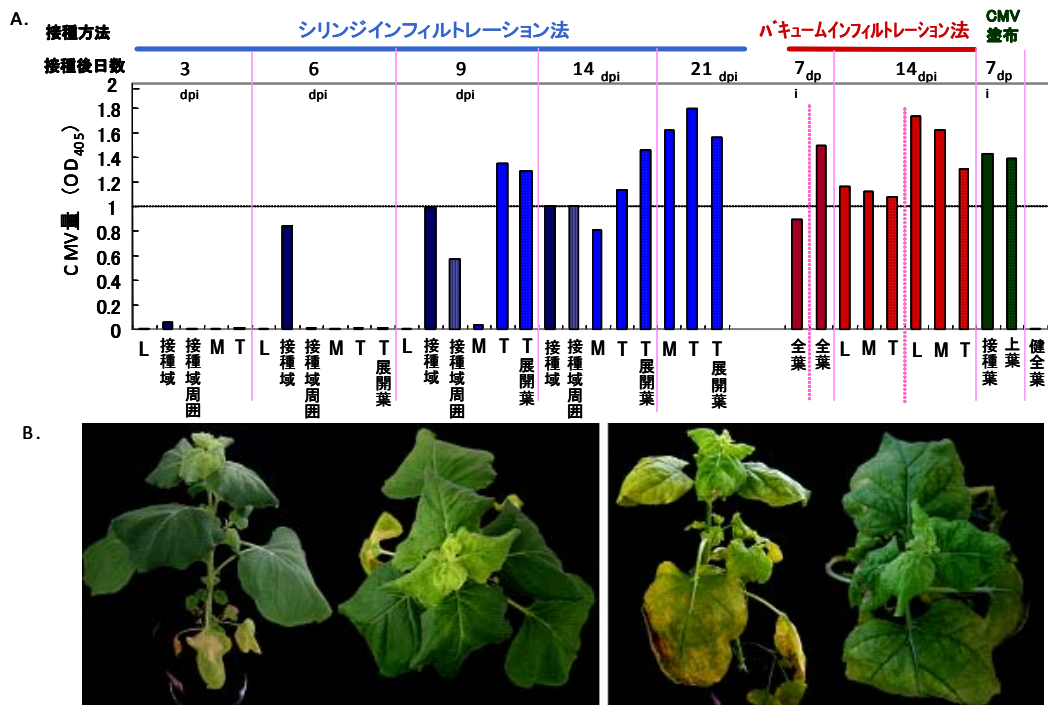 A.
接種方法 シリンジインフィルトレーション法 バキュームインフィルトレーション法 CMV
塗布
接種後日数 3 6 9 14 dpi 21 dpi 7 dp 14 dpi 7 dp
dpi dpi dpi i i
CMV量 (OD405)
2
1.8
1.6
1.4
1.2
1
0.8
0.6
0.4
0.2
0
L 接種域 接種域周囲 M T L 接種域 接種域周囲 M T T展開葉 L 接種域 接種域周囲 M T T展開葉 接種域 接種域周囲 M T T展開葉 M T T展開葉 全葉 全葉 L M T L M T 接種葉 上葉 健全葉
B.